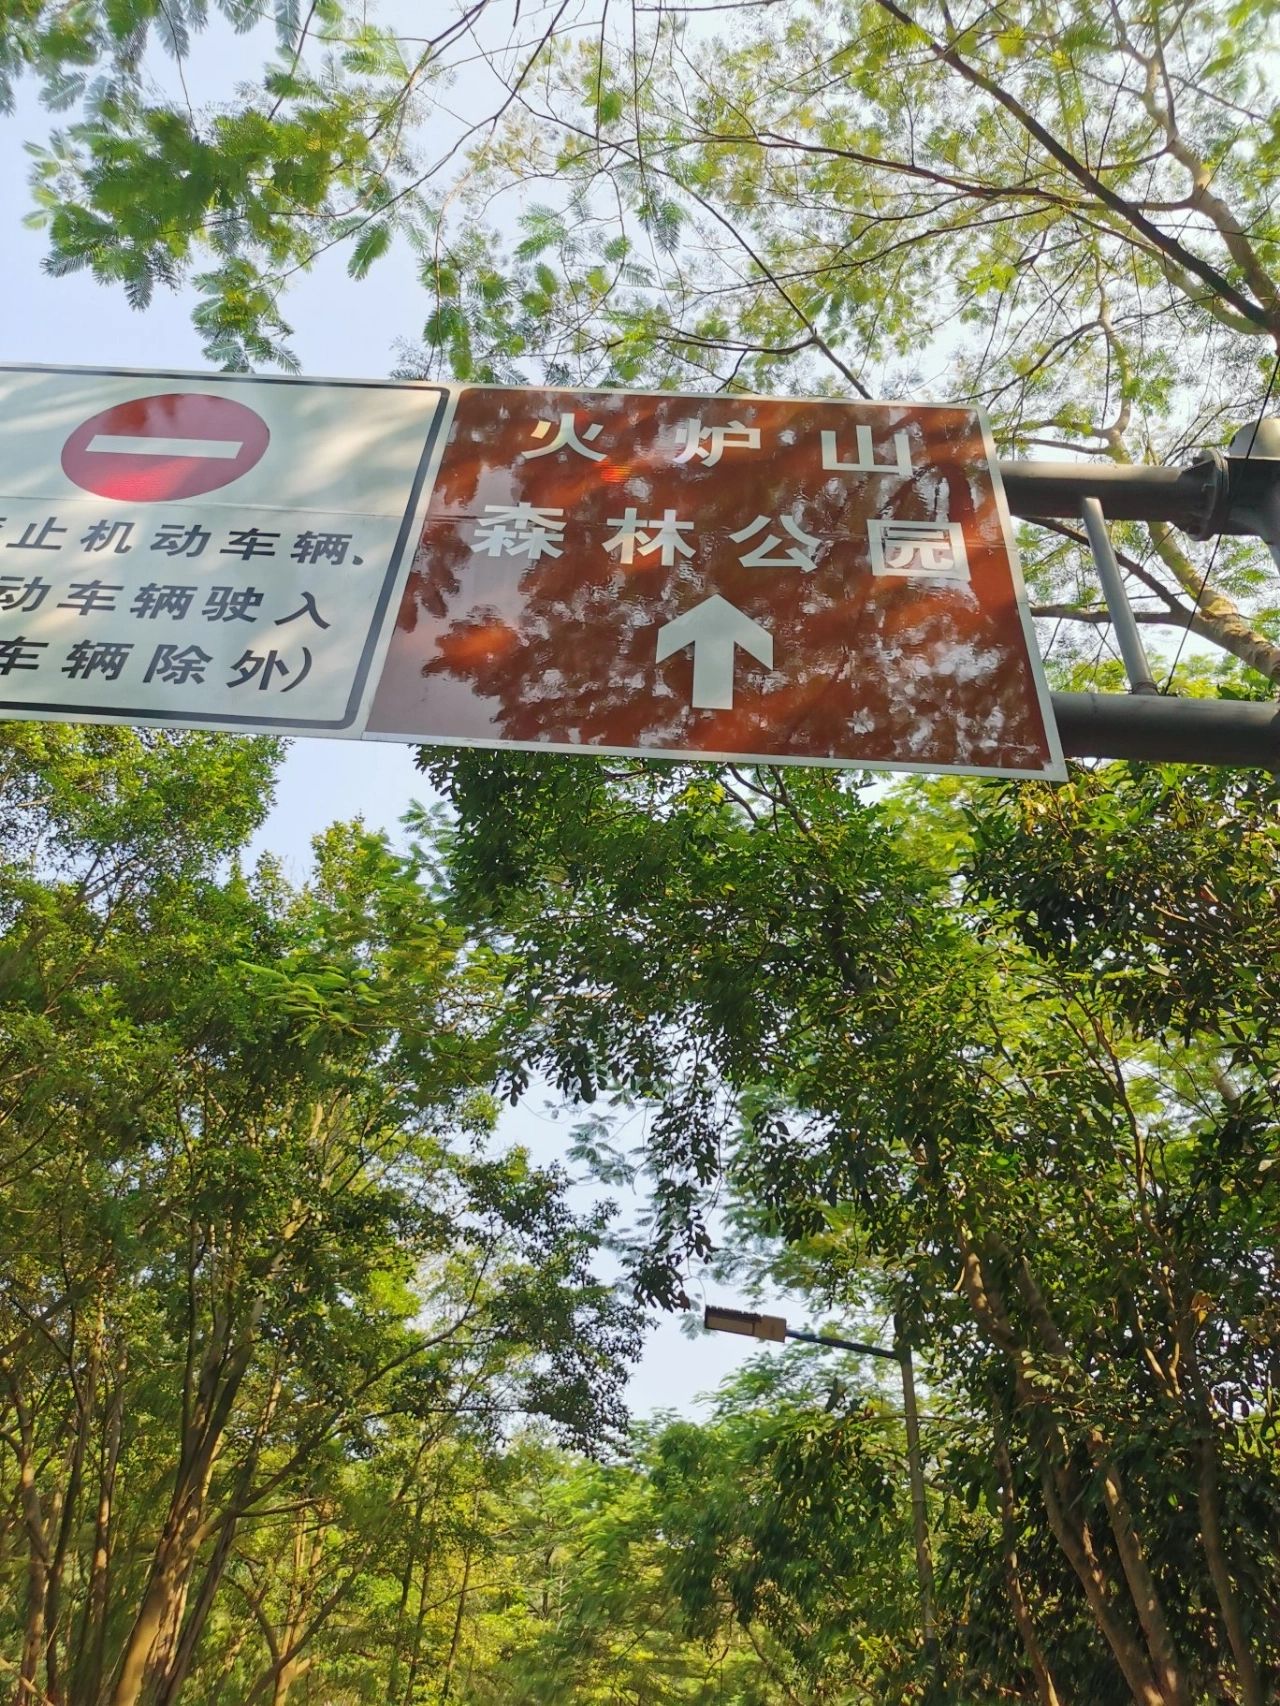 止机动车辆、
动车辆驶入
车辆除外)
火炉山
森林公园